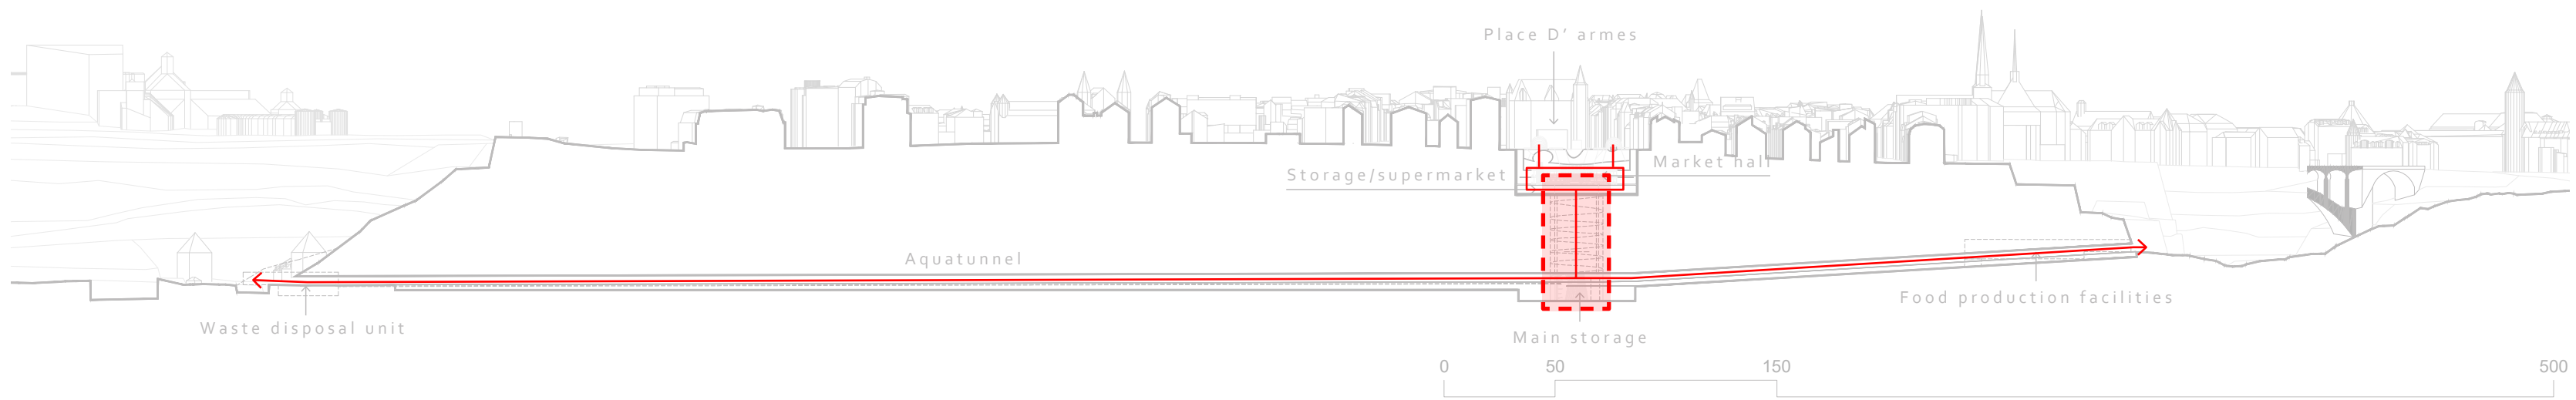 Place D' armes
Market hall
Storage/supermarket
Aquatunnel
Food production facilities
Waste disposal unit
Main storage
0 50 150 500